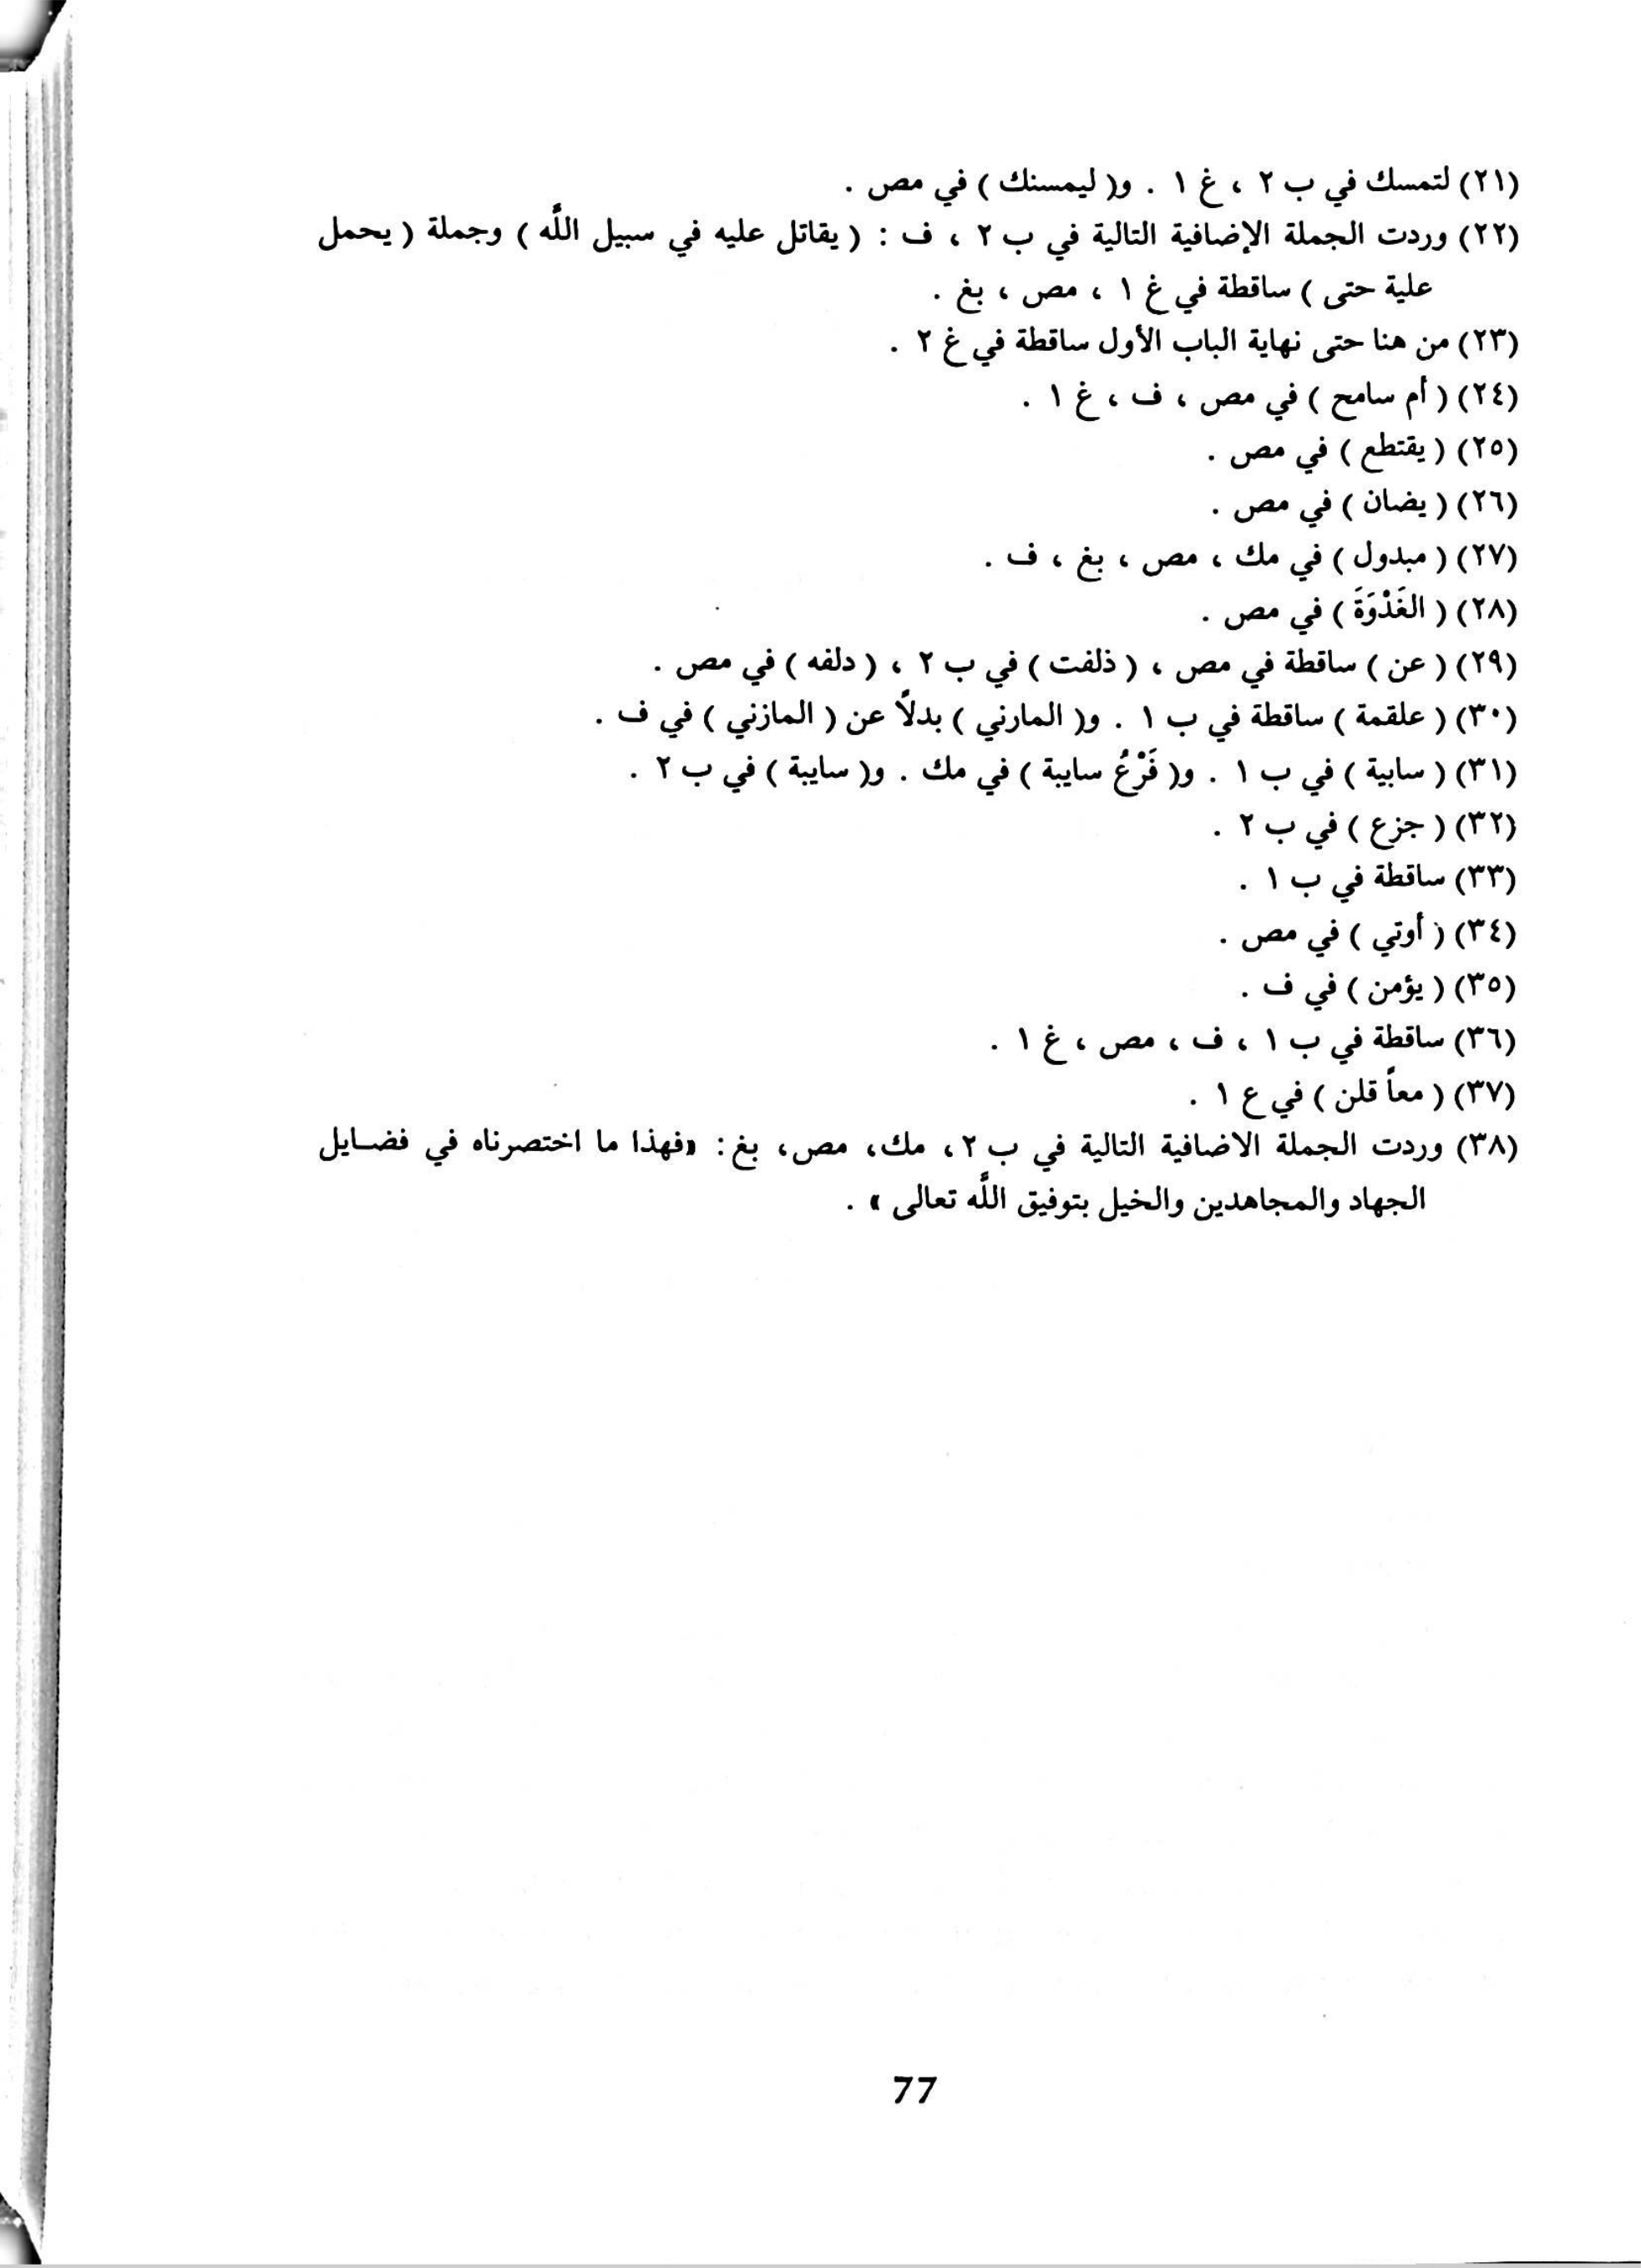 (٢١) لتمسك في ب ٢ ، غ ١ . و( ليمسنك ) في مص .
(٢٢) وردت الجملة الإضافية التالية في ب ٢ ، ف : ( يقاتل عليه في سبيل اللَّه ) وجملة ( يحمل
علية حتى ) ساقطة في غ ١ ، مص ، بغ .
(٢٣) من هنا حتى نهاية الباب الأول ساقطة في غ ٢ .
(٢٤) ( أم سامح ) في مص ، ف ، غ ١ .
(٢٥) ( يقتطع ) في مص .
(٢٦) ( يضان ) في مص .
(٢٧) ( مبدول ) في مك ، مص ، بغ ، ف .
(٢٨) ( الغَدْوَةَ ) في مص .
(٢٩) ( عن ) ساقطة في مص ، ( ذلفت ) في ب ٢ ، ( دلفه ) في مص .
(٣٠) ( علقمة ) ساقطة في ب ١ . و( المارني ) بدلاً عن ( المازني ) في ف .
(٣١) ( سابية ) في ب ١ . و( فَرْعُ سايبة ) في مك . و( سايبة ) في ب ٢ .
(٣٢) ( جزع ) في ب ٢ .
(٣٣) ساقطة في ب ١ .
(٣٤) ( أوتي ) في مص .
(٣٥) ( يؤمن ) في ف .
(٣٦) ساقطة في ب ١ ، ف ، مص ، غ ١ .
(٣٧) ( معاً قلن ) في ع ١ .
(٣٨) وردت الجملة الاضافية التالية في ب ٢، مك، مص، بغ: «فهذا ما اختصرناه في فضـايل
الجهاد والمجاهدين والخيل بتوفيق اللَّه تعالى » .
77